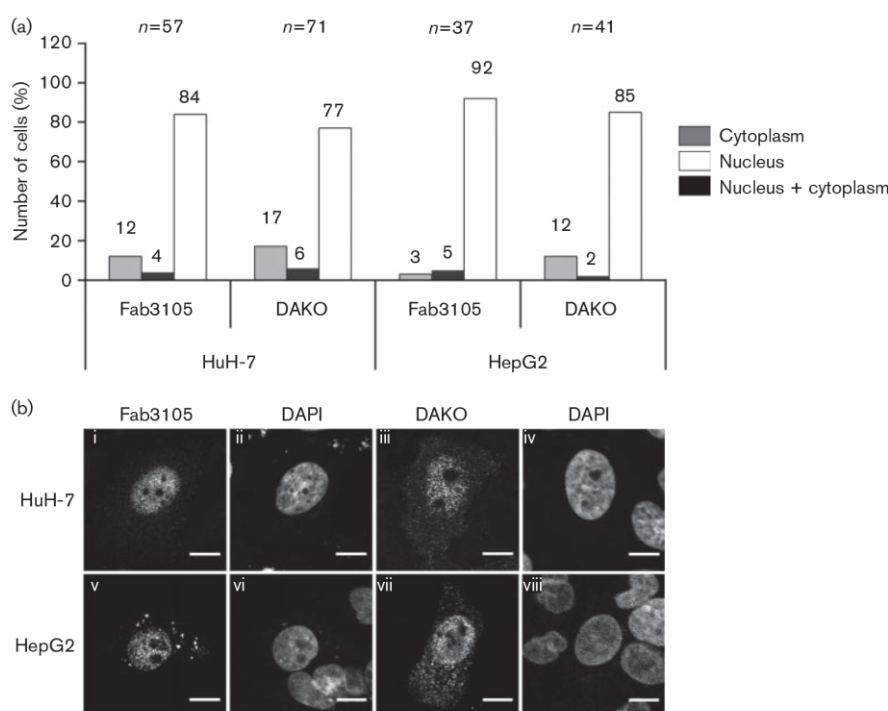 (a)
n=57 n=71 n=37 n=41
120
100
80
60
40
20
0
Number of cells (%)
12 4 84 17 6 77 3 5 92 12 2 85
Cytoplasm
Nucleus
Nucleus + cytoplasm
Fab3105 DAKO Fab3105 DAKO
HuH-7 HepG2
(b)
Fab3105 DAPI DAKO DAPI
HuH-7
i ii iii iv
HepG2
v vi vii viii